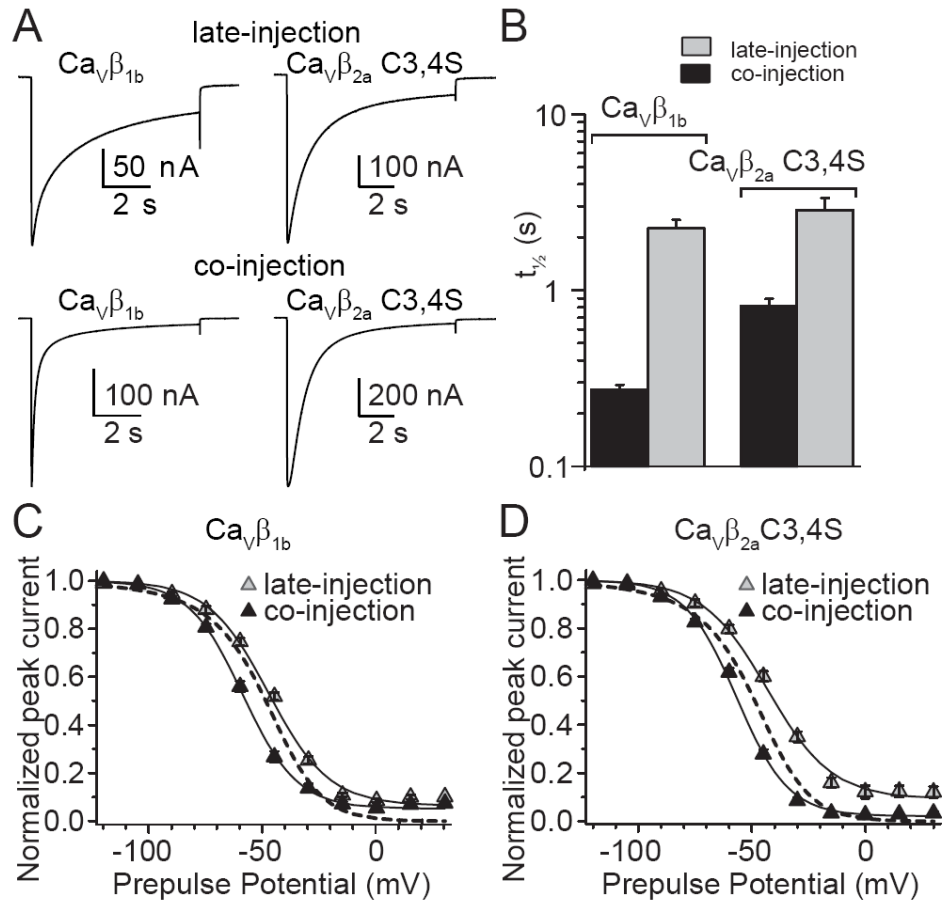 A
late-injection
CaVβ1b
CaVβ2a C3,4S
50 nA
2 s
100 nA
2 s
co-injection
CaVβ1b
CaVβ2a C3,4S
100 nA
2 s
200 nA
2 s
B
late-injection
co-injection
CaVβ1b
CaVβ2a C3,4S
10
1
0.1
t½ (s)
C
CaVβ1b
late-injection
co-injection
Normalized peak current
1.0
0.8
0.6
0.4
0.2
0.0
-100
-50
0
Prepulse Potential (mV)
D
CaVβ2aC3,4S
late-injection
co-injection
Normalized peak current
1.0
0.8
0.6
0.4
0.2
0.0
-100
-50
0
Prepulse Potential (mV)